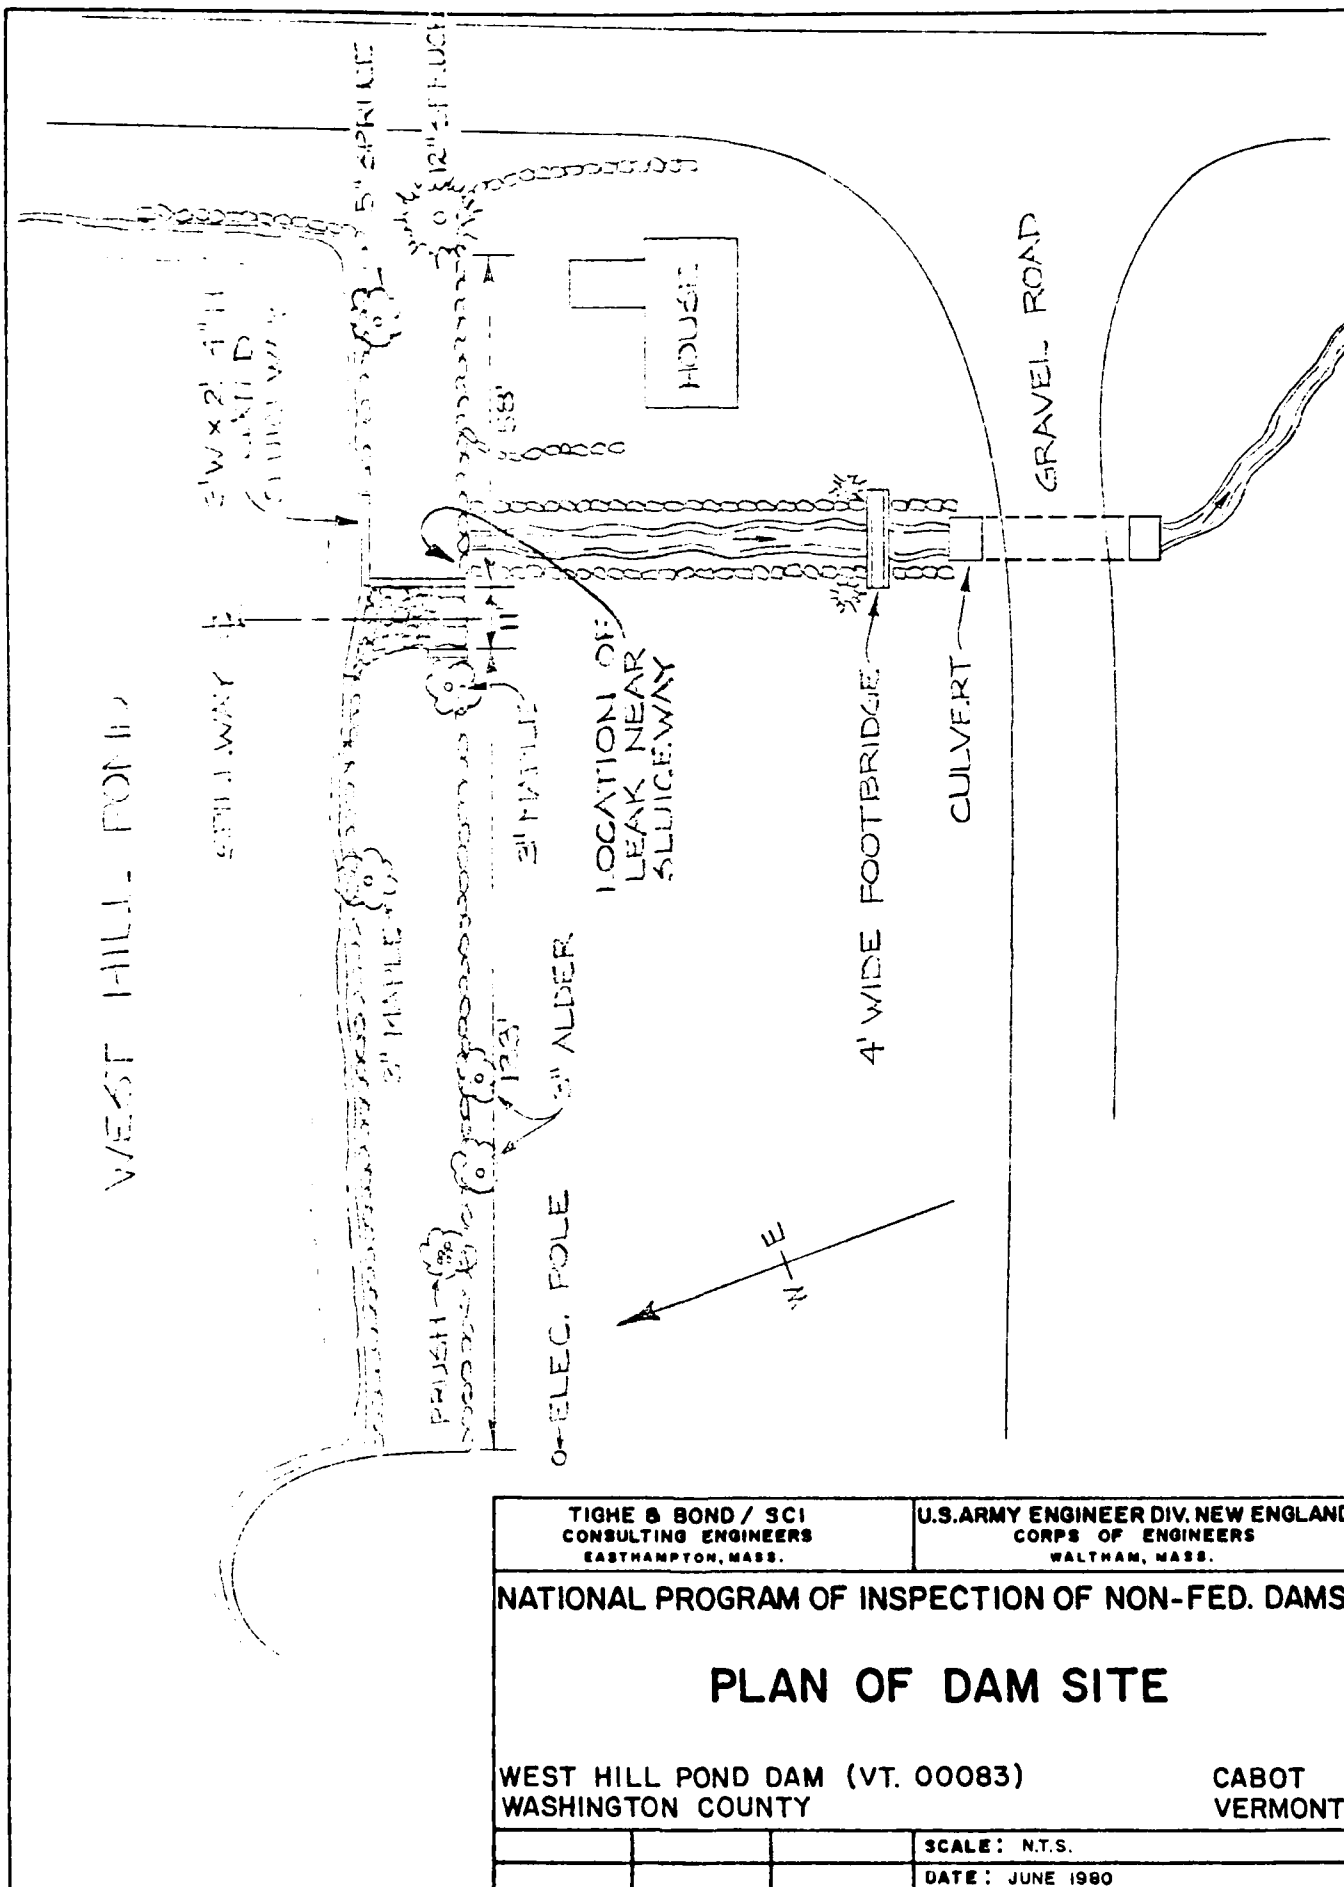 5" SPRUCE
12" SPRUCE
HOUSE
GRAVEL ROAD
88'
SPILLWAY
11'
WEST HILL POND
3" MAPLE
LOCATION OF
LEAK NEAR
SLUICEWAY
4' WIDE FOOTBRIDGE
CULVERT
3" MAPLE
3" ALDER
BRUSH
ELEC. POLE
N
E
TIGHE & BOND / SCI
CONSULTING ENGINEERS
EASTHAMPTON, MASS.
U.S. ARMY ENGINEER DIV. NEW ENGLAND
CORPS OF ENGINEERS
WALTHAM, MASS.
NATIONAL PROGRAM OF INSPECTION OF NON-FED. DAMS
PLAN OF DAM SITE
WEST HILL POND DAM (VT. 00083)
WASHINGTON COUNTY
CABOT
VERMONT
SCALE: N.T.S.
DATE: JUNE 1980